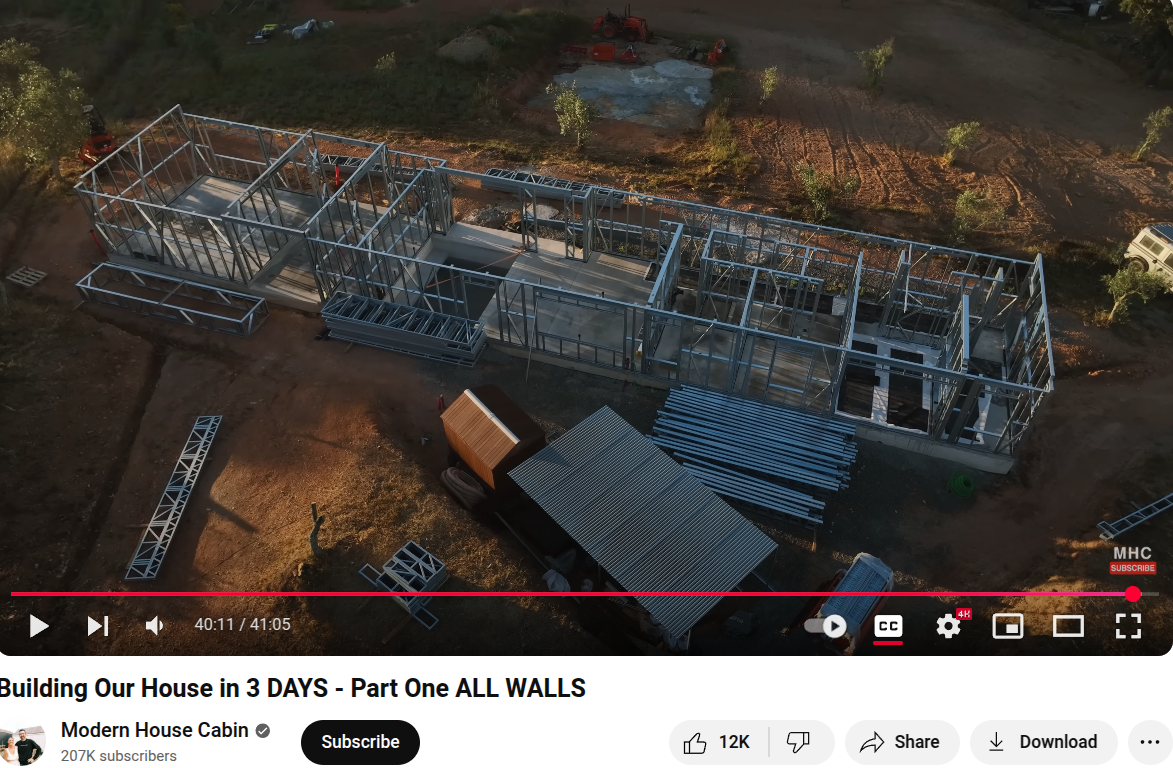 MHC
SUBSCRIBE
40:11 / 41:05
CC
4K
Building Our House in 3 DAYS - Part One ALL WALLS
Modern House Cabin
207K subscribers
Subscribe
12K
Share
Download